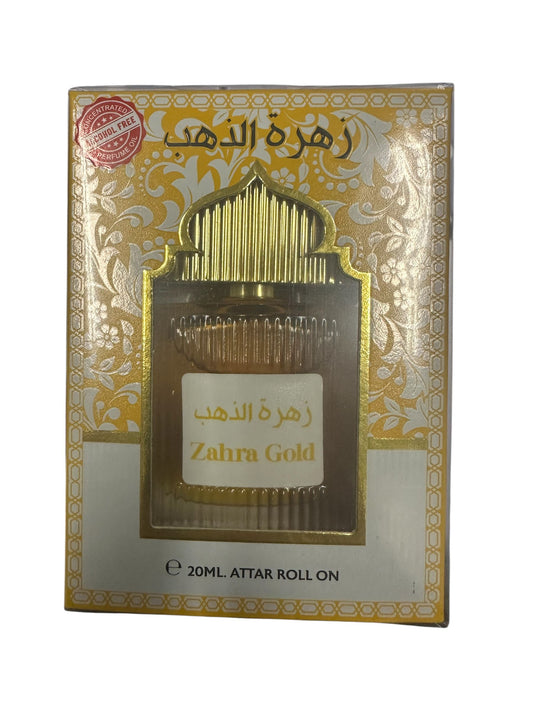 CONCENTRATED
ALCOHOL FREE
PERFUME OIL
زهرة الذهب
زهرة الذهب
Zahra Gold
℮ 20ML. ATTAR ROLL ON